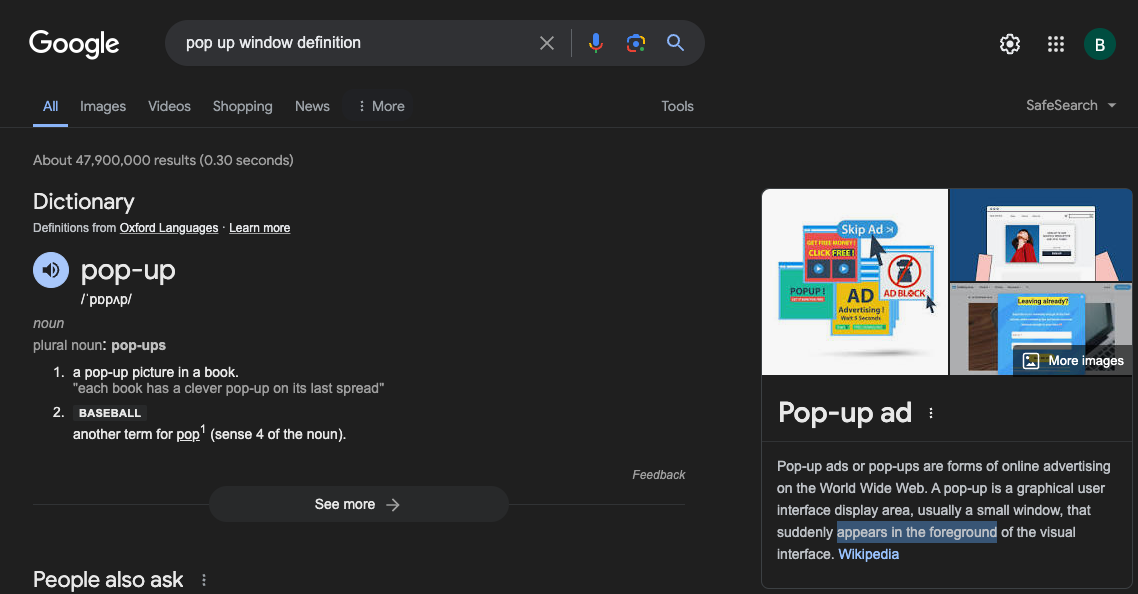 Google
pop up window definition
B
All
Images
Videos
Shopping
News
More
Tools
SafeSearch
About 47,900,000 results (0.30 seconds)
Dictionary
Definitions from Oxford Languages · Learn more
pop-up
/ˈpɒpʌp/
noun
plural noun: pop-ups
1. a pop-up picture in a book.
"each book has a clever pop-up on its last spread"
2. BASEBALL
another term for pop1 (sense 4 of the noun).
Feedback
See more
People also ask
Skip Ad
GET FREE MONEY!
CLICK FREE!
POPUP!
AD
Advertising !
Wait 5 Seconds
AD BLOCK
Leaving already?
More images
Pop-up ad
Pop-up ads or pop-ups are forms of online advertising
on the World Wide Web. A pop-up is a graphical user
interface display area, usually a small window, that
suddenly appears in the foreground of the visual
interface. Wikipedia